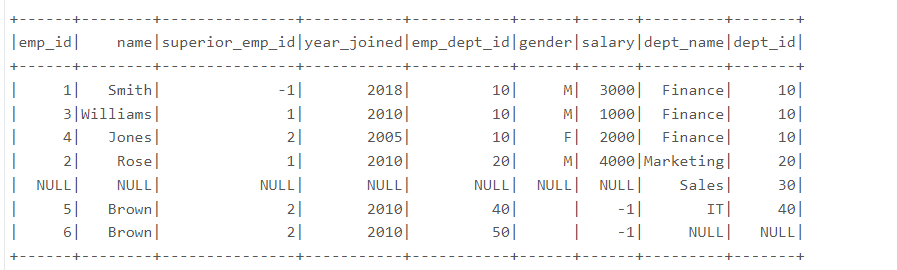 +------+--------+---------------+-----------+-----------+------+------+---------+-------+
|emp_id|    name|superior_emp_id|year_joined|emp_dept_id|gender|salary|dept_name|dept_id|
+------+--------+---------------+-----------+-----------+------+------+---------+-------+
|     1|   Smith|             -1|       2018|         10|     M|  3000|  Finance|     10|
|     3|Williams|              1|       2010|         10|     M|  1000|  Finance|     10|
|     4|   Jones|              2|       2005|         10|     F|  2000|  Finance|     10|
|     2|    Rose|              1|       2010|         20|     M|  4000|Marketing|     20|
|  NULL|    NULL|           NULL|       NULL|       NULL|  NULL|  NULL|    Sales|     30|
|     5|   Brown|              2|       2010|         40|      |    -1|       IT|     40|
|     6|   Brown|              2|       2010|         50|      |    -1|     NULL|   NULL|
+------+--------+---------------+-----------+-----------+------+------+---------+-------+